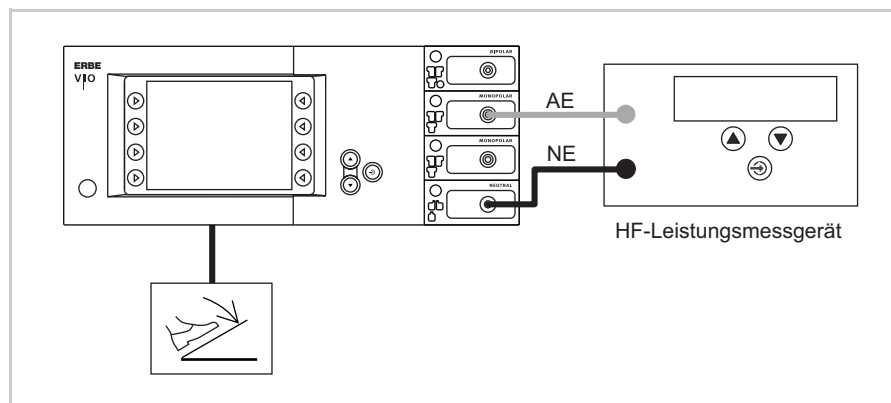 ERBE
VIO
BIPOLAR
MONOPOLAR
MONOPOLAR
NEUTRAL
AE
NE
HF-Leistungsmessgerät